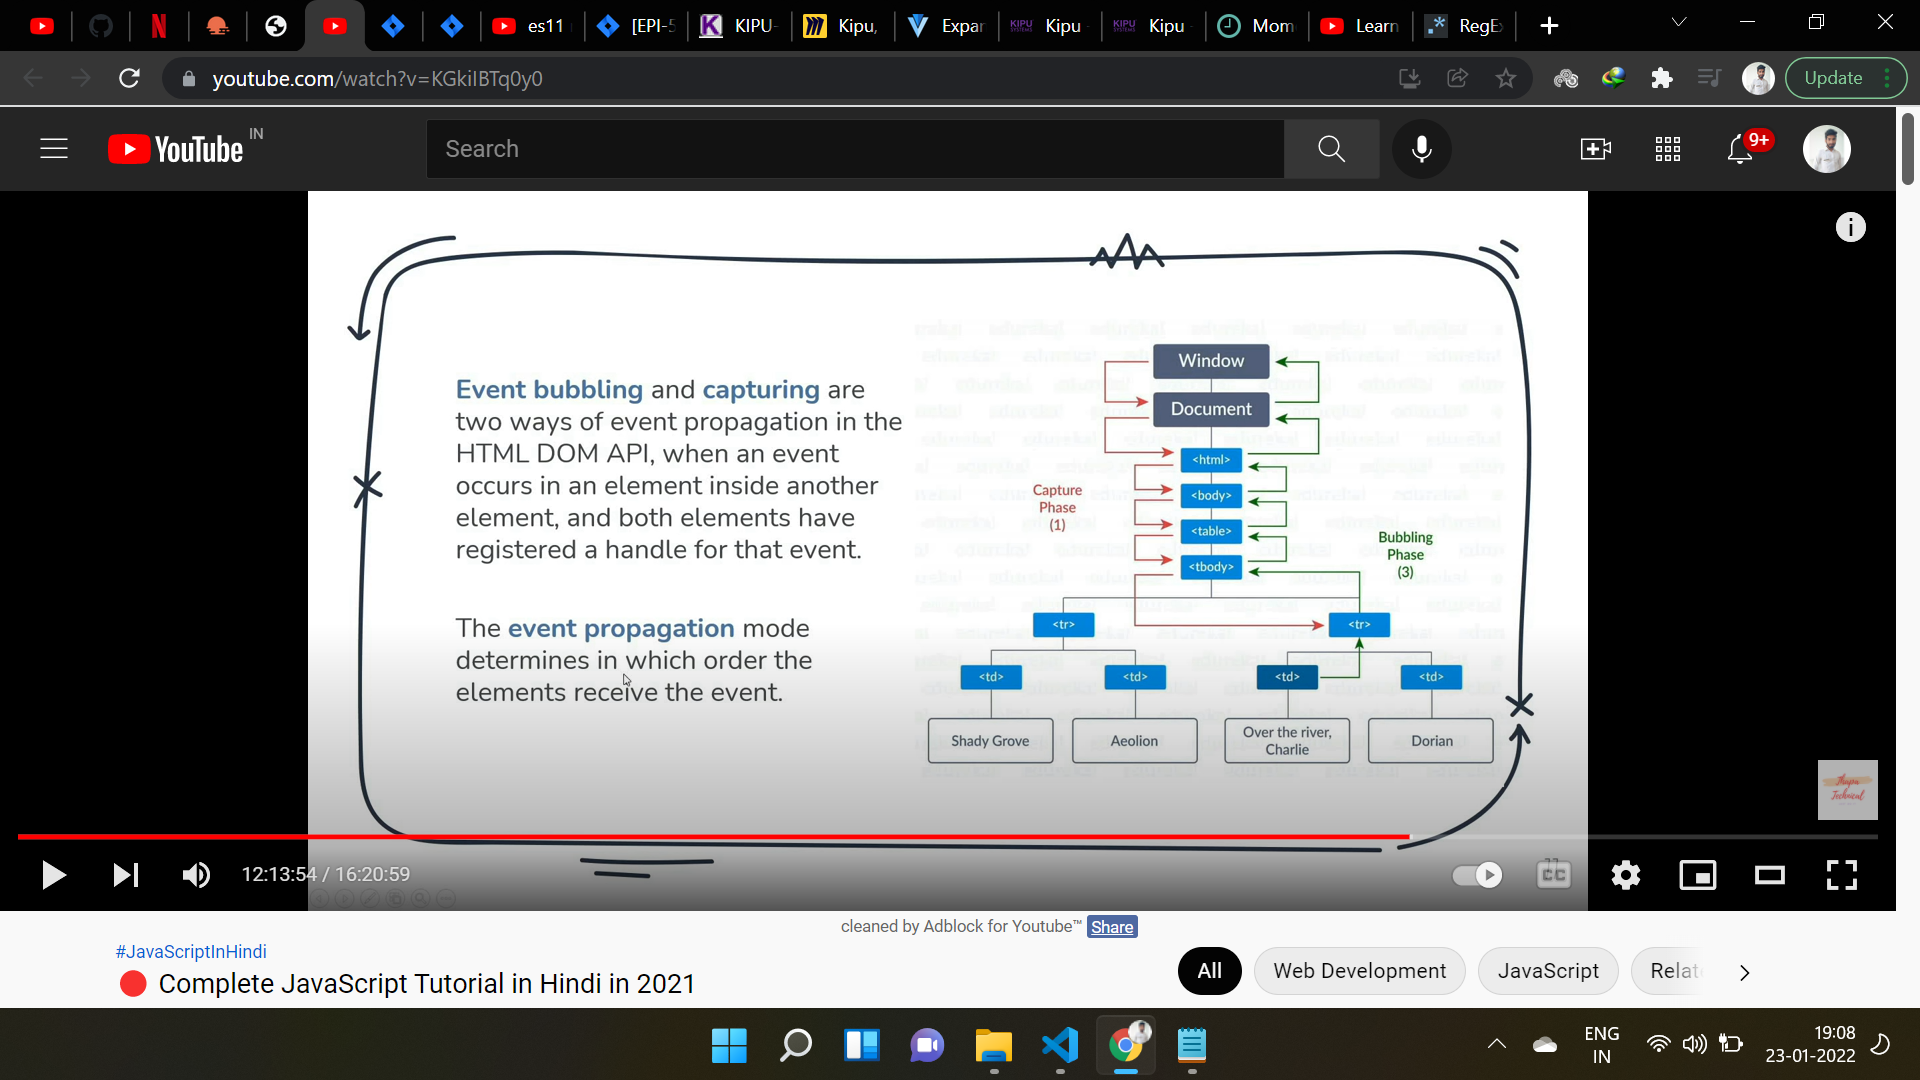 es11
[EPI-5
KIPU-
Kipu,
Expar
Kipu
Kipu
Mom
Learn
RegEx
youtube.com/watch?v=KGkiIBTq0y0
Update
YouTube IN
Search
9+
Window
Document
<html>
<body>
<table>
<tbody>
<tr>
<tr>
<td>
<td>
<td>
<td>
Shady Grove
Aeolion
Over the river,
Charlie
Dorian
Capture
Phase
(1)
Bubbling
Phase
(3)
Event bubbling and capturing are
two ways of event propagation in the
HTML DOM API, when an event
occurs in an element inside another
element, and both elements have
registered a handle for that event.
The event propagation mode
determines in which order the
elements receive the event.
Thapa
Technical
12:13:54 / 16:20:59
CC
cleaned by Adblock for Youtube™ Share
#JavaScriptInHindi
Complete JavaScript Tutorial in Hindi in 2021
All
Web Development
JavaScript
Relat
ENG
IN
19:08
23-01-2022